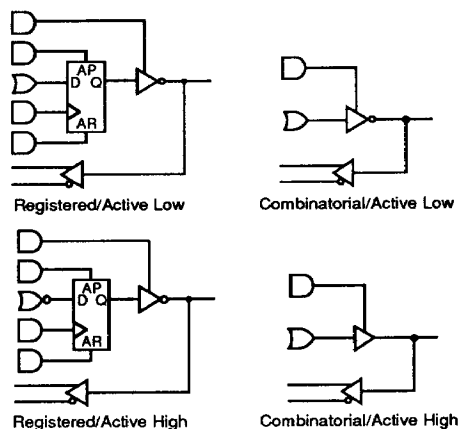 AP
D Q
AR
Registered/Active Low
Combinatorial/Active Low
AP
D Q
AR
Registered/Active High
Combinatorial/Active High